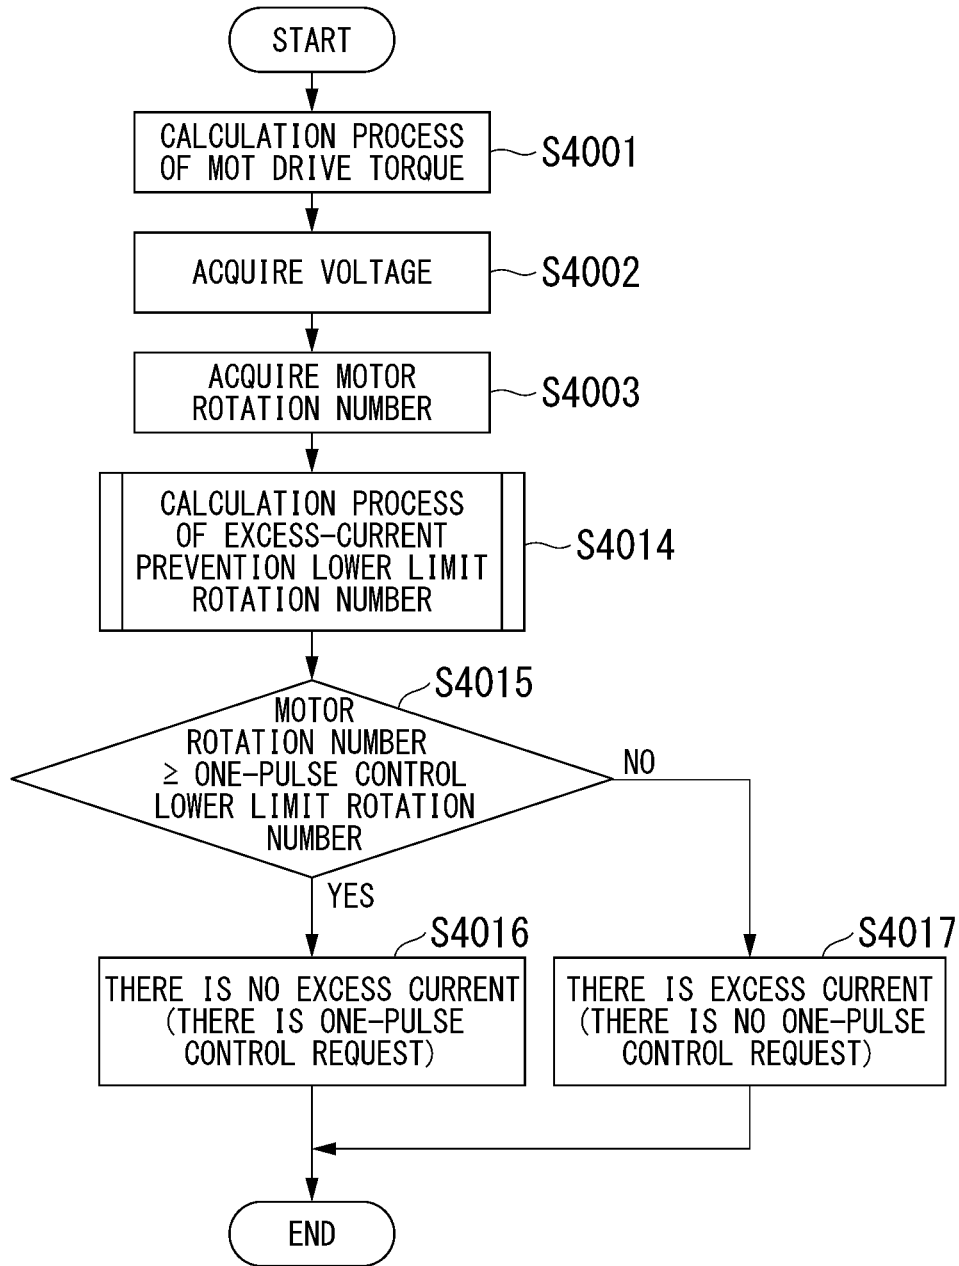 START
CALCULATION PROCESS
OF MOT DRIVE TORQUE
S4001
ACQUIRE VOLTAGE
S4002
ACQUIRE MOTOR
ROTATION NUMBER
S4003
CALCULATION PROCESS
OF EXCESS-CURRENT
PREVENTION LOWER LIMIT
ROTATION NUMBER
S4014
S4015
MOTOR
ROTATION NUMBER
≥ ONE-PULSE CONTROL
LOWER LIMIT ROTATION
NUMBER
NO
YES
S4016
THERE IS NO EXCESS CURRENT
(THERE IS ONE-PULSE
CONTROL REQUEST)
S4017
THERE IS EXCESS CURRENT
(THERE IS NO ONE-PULSE
CONTROL REQUEST)
END